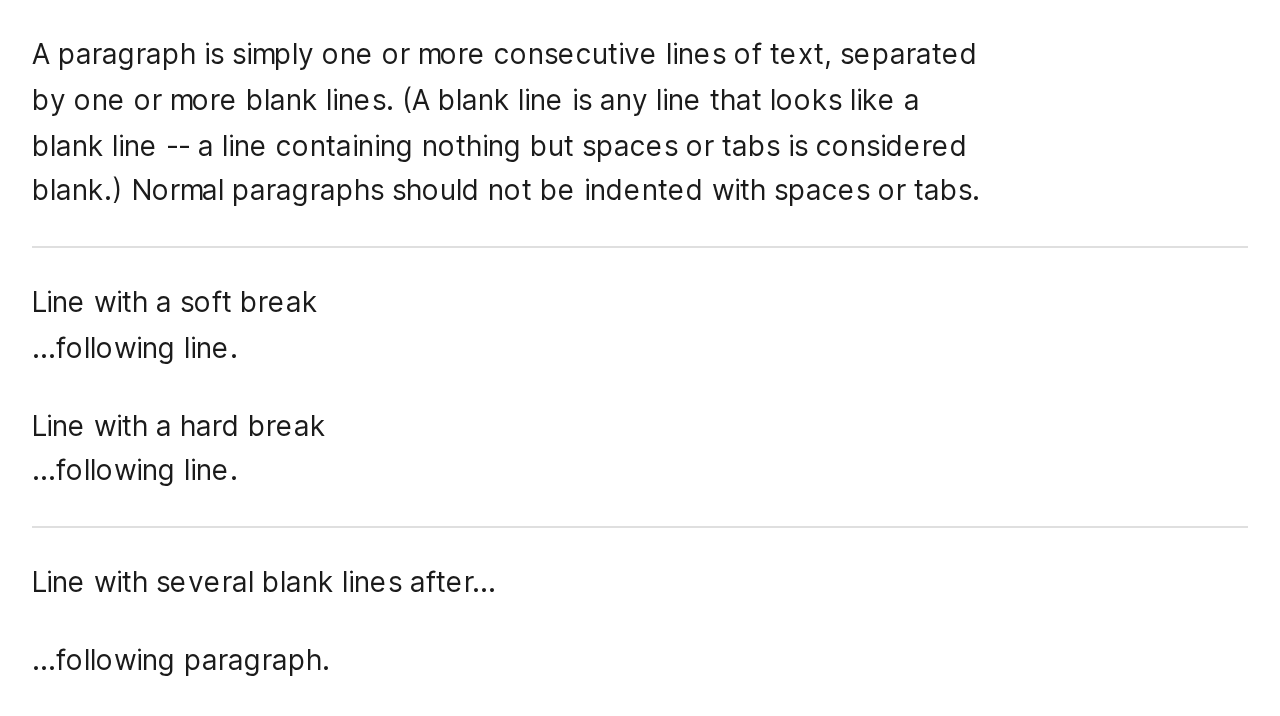 A paragraph is simply one or more consecutive lines of text, separated
by one or more blank lines. (A blank line is any line that looks like a
blank line -- a line containing nothing but spaces or tabs is considered
blank.) Normal paragraphs should not be indented with spaces or tabs.
Line with a soft break
...following line.
Line with a hard break
...following line.
Line with several blank lines after...
...following paragraph.